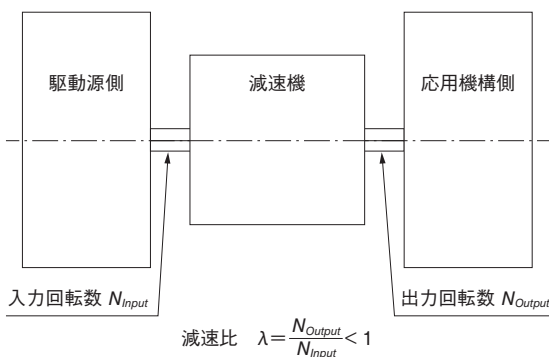 駆動源側
減速機
応用機構側
入力回転数 N_Input
出力回転数 N_Output
減速比 λ=N_Output/N_Input<1